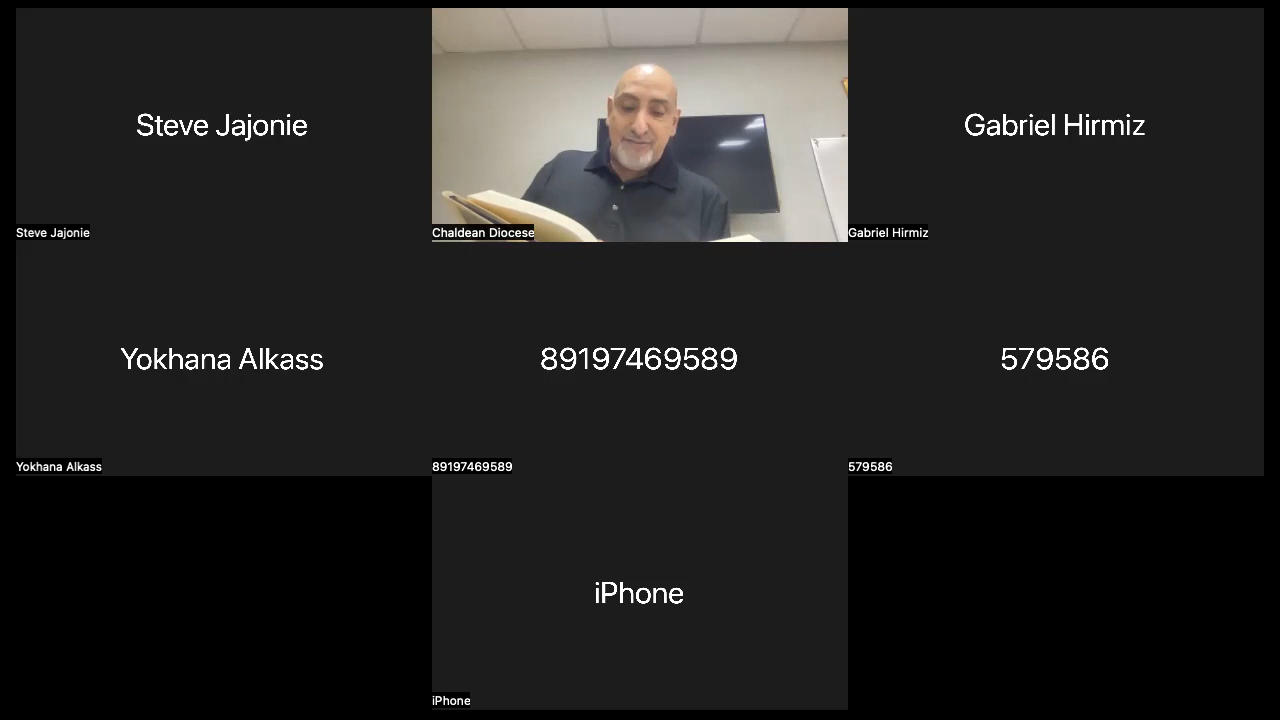 Steve Jajonie
Gabriel Hirmiz
Steve Jajonie
Chaldean Diocese
Gabriel Hirmiz
Yokhana Alkass
89197469589
579586
Yokhana Alkass
89197469589
579586
iPhone
iPhone